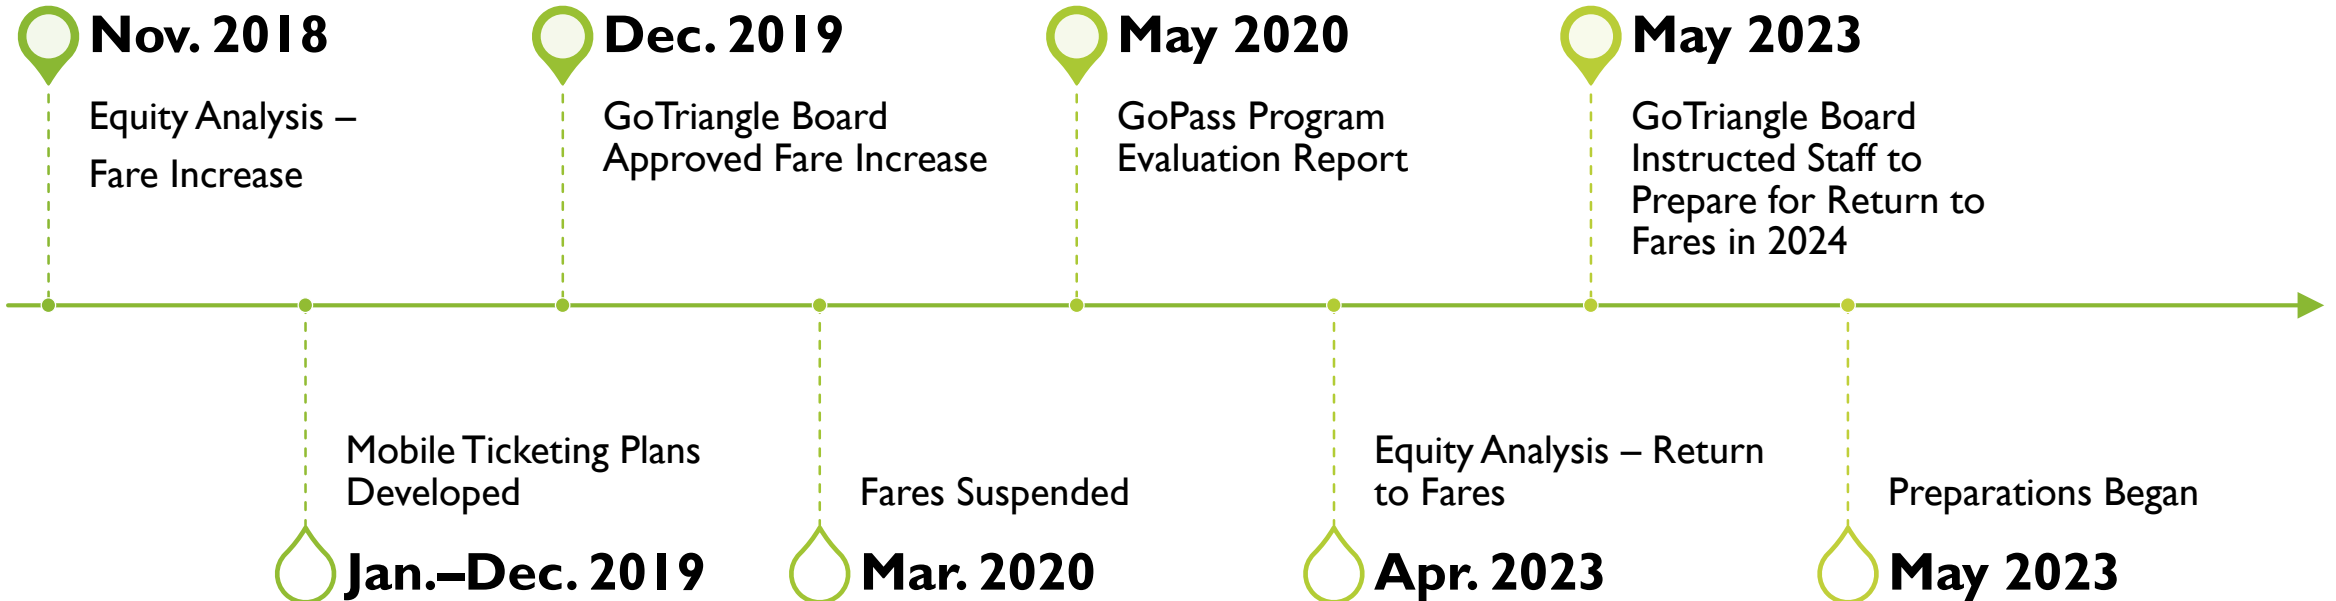 Nov. 2018
Equity Analysis –
Fare Increase
Mobile Ticketing Plans
Developed
Jan.–Dec. 2019
Dec. 2019
GoTriangle Board
Approved Fare Increase
Fares Suspended
Mar. 2020
May 2020
GoPass Program
Evaluation Report
Equity Analysis – Return
to Fares
Apr. 2023
May 2023
GoTriangle Board
Instructed Staff to
Prepare for Return to
Fares in 2024
Preparations Began
May 2023